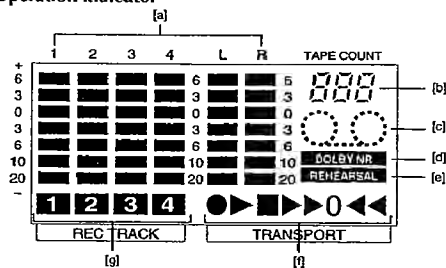 Operation Indicator
[a]
1 2 3 4 L R TAPE COUNT
+
6 6 6 888 [b]
3 3 3
0 0 0 [c]
3 3 3
6 6 6
10 10 10 DOLBY NR [d]
20 20 20 REHEARSAL [e]
−
1 2 3 4 0
REC TRACK TRANSPORT
[g] [f]